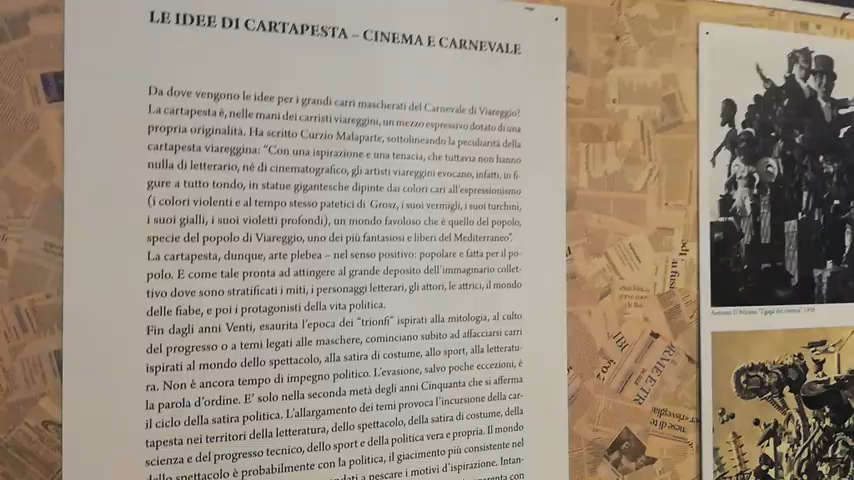 LE IDEE DI CARTAPESTA – CINEMA E CARNEVALE
Da dove vengono le idee per i grandi carri mascherati del Carnevale di Viareggio?
La cartapesta è, nelle mani dei carristi viareggini, un mezzo espressivo dotato di una
propria originalità. Ha scritto Curzio Malaparte, sottolineando la peculiarità della
cartapesta viareggina: “Con una ispirazione e una tenacia, che tuttavia non hanno
nulla di letterario, né di cinematografico, gli artisti viareggini evocano, infatti, in fi-
gure a tutto tondo, in statue gigantesche dipinte dai colori cari all'espressionismo
(i colori violenti e al tempo stesso patetici di Grosz, i suoi vermigli, i suoi turchini,
i suoi gialli, i suoi violetti profondi), un mondo favoloso che è quello del popolo,
specie del popolo di Viareggio, uno dei più fantasiosi e liberi del Mediterraneo”.
La cartapesta, dunque, arte plebea – nel senso positivo: popolare e fatta per il po-
polo. E come tale pronta ad attingere al grande deposito dell'immaginario collet-
tivo dove sono stratificati i miti, i personaggi letterari, gli attori, le attrici, il mondo
delle fiabe, e poi i protagonisti della vita politica.
Fin dagli anni Venti, esaurita l'epoca dei “trionfi” ispirati alla mitologia, al culto
del progresso o a temi legati alle maschere, cominciano subito ad affacciarsi carri
ispirati al mondo dello spettacolo, alla satira di costume, allo sport, alla letteratu-
ra. Non è ancora tempo di impegno politico. L'evasione, salvo poche eccezioni, è
la parola d'ordine. E' solo nella seconda metà degli anni Cinquanta che si afferma
il ciclo della satira politica. L'allargamento dei temi provoca l'incursione della car-
tapesta nei territori della letteratura, dello spettacolo, della satira di costume, della
scienza e del progresso tecnico, dello sport e della politica vera e propria. Il mondo
dello spettacolo è probabilmente con la politica, il giacimento più consistente nel
a pescare i motivi d'ispirazione. Intan-
con